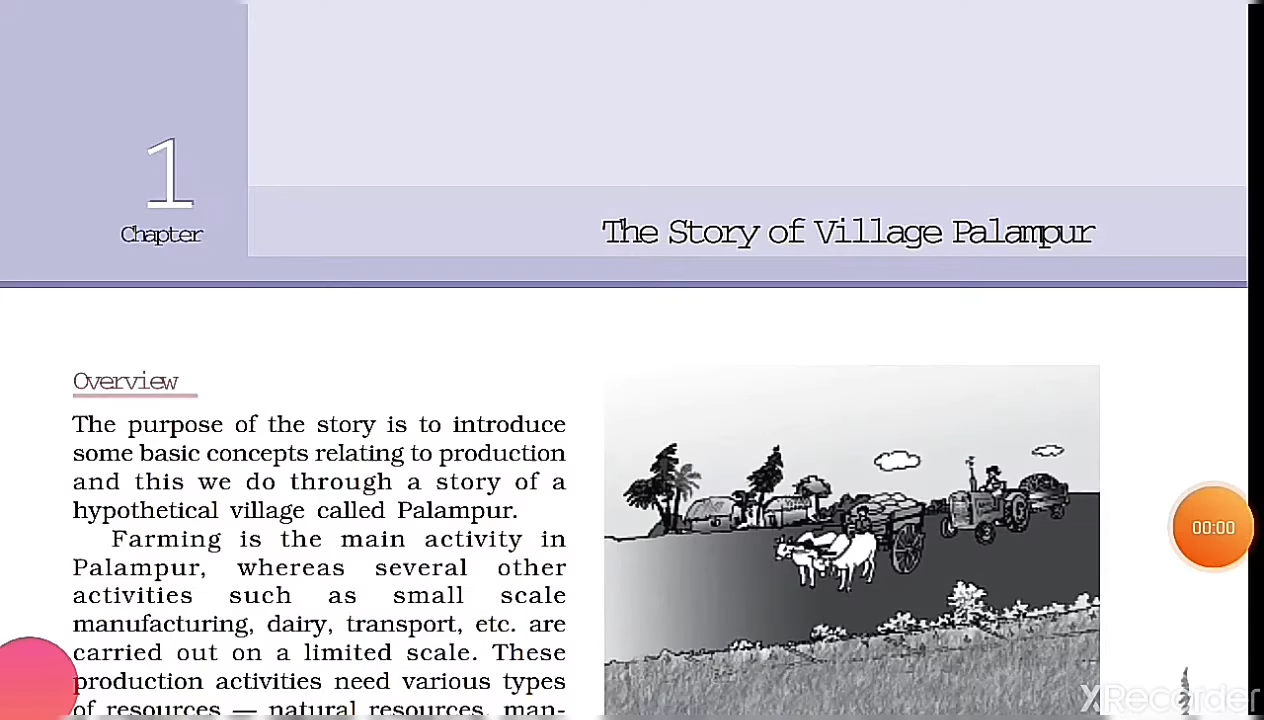 1
Chapter
The Story of Village Palampur
Overview
The purpose of the story is to introduce
some basic concepts relating to production
and this we do through a story of a
hypothetical village called Palampur.
Farming is the main activity in
Palampur, whereas several other
activities such as small scale
manufacturing, dairy, transport, etc. are
carried out on a limited scale. These
production activities need various types
of resources — natural resources, man-
00:00
XRecorder